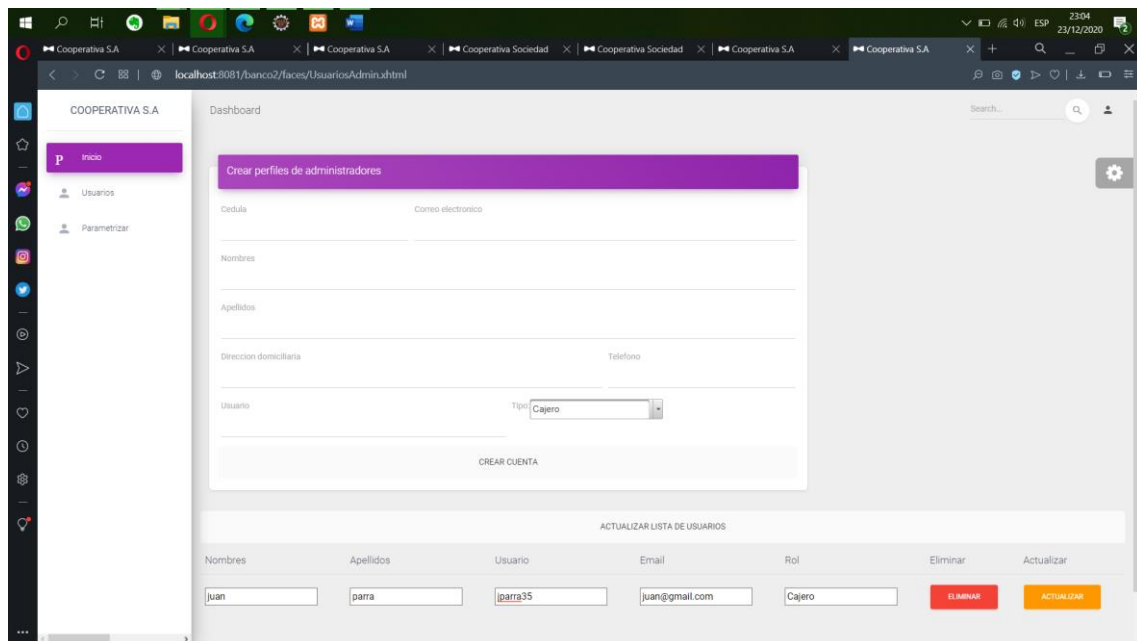 ESP
23:04
23/12/2020
2
Cooperativa S.A
Cooperativa S.A
Cooperativa S.A
Cooperativa Sociedad
Cooperativa Sociedad
Cooperativa S.A
Cooperativa S.A
localhost:8081/banco2/faces/UsuariosAdmin.xhtml
COOPERATIVA S.A
Dashboard
Search...
P Inicio
Usuarios
Parametrizar
Crear perfiles de administradores
Cedula
Correo electronico
Nombres
Apellidos
Direccion domiciliaria
Telefono
Usuario
Tipo: Cajero
CREAR CUENTA
ACTUALIZAR LISTA DE USUARIOS
Nombres Apellidos Usuario Email Rol Eliminar Actualizar
juan parra jparra35 juan@gmail.com Cajero ELIMINAR ACTUALIZAR